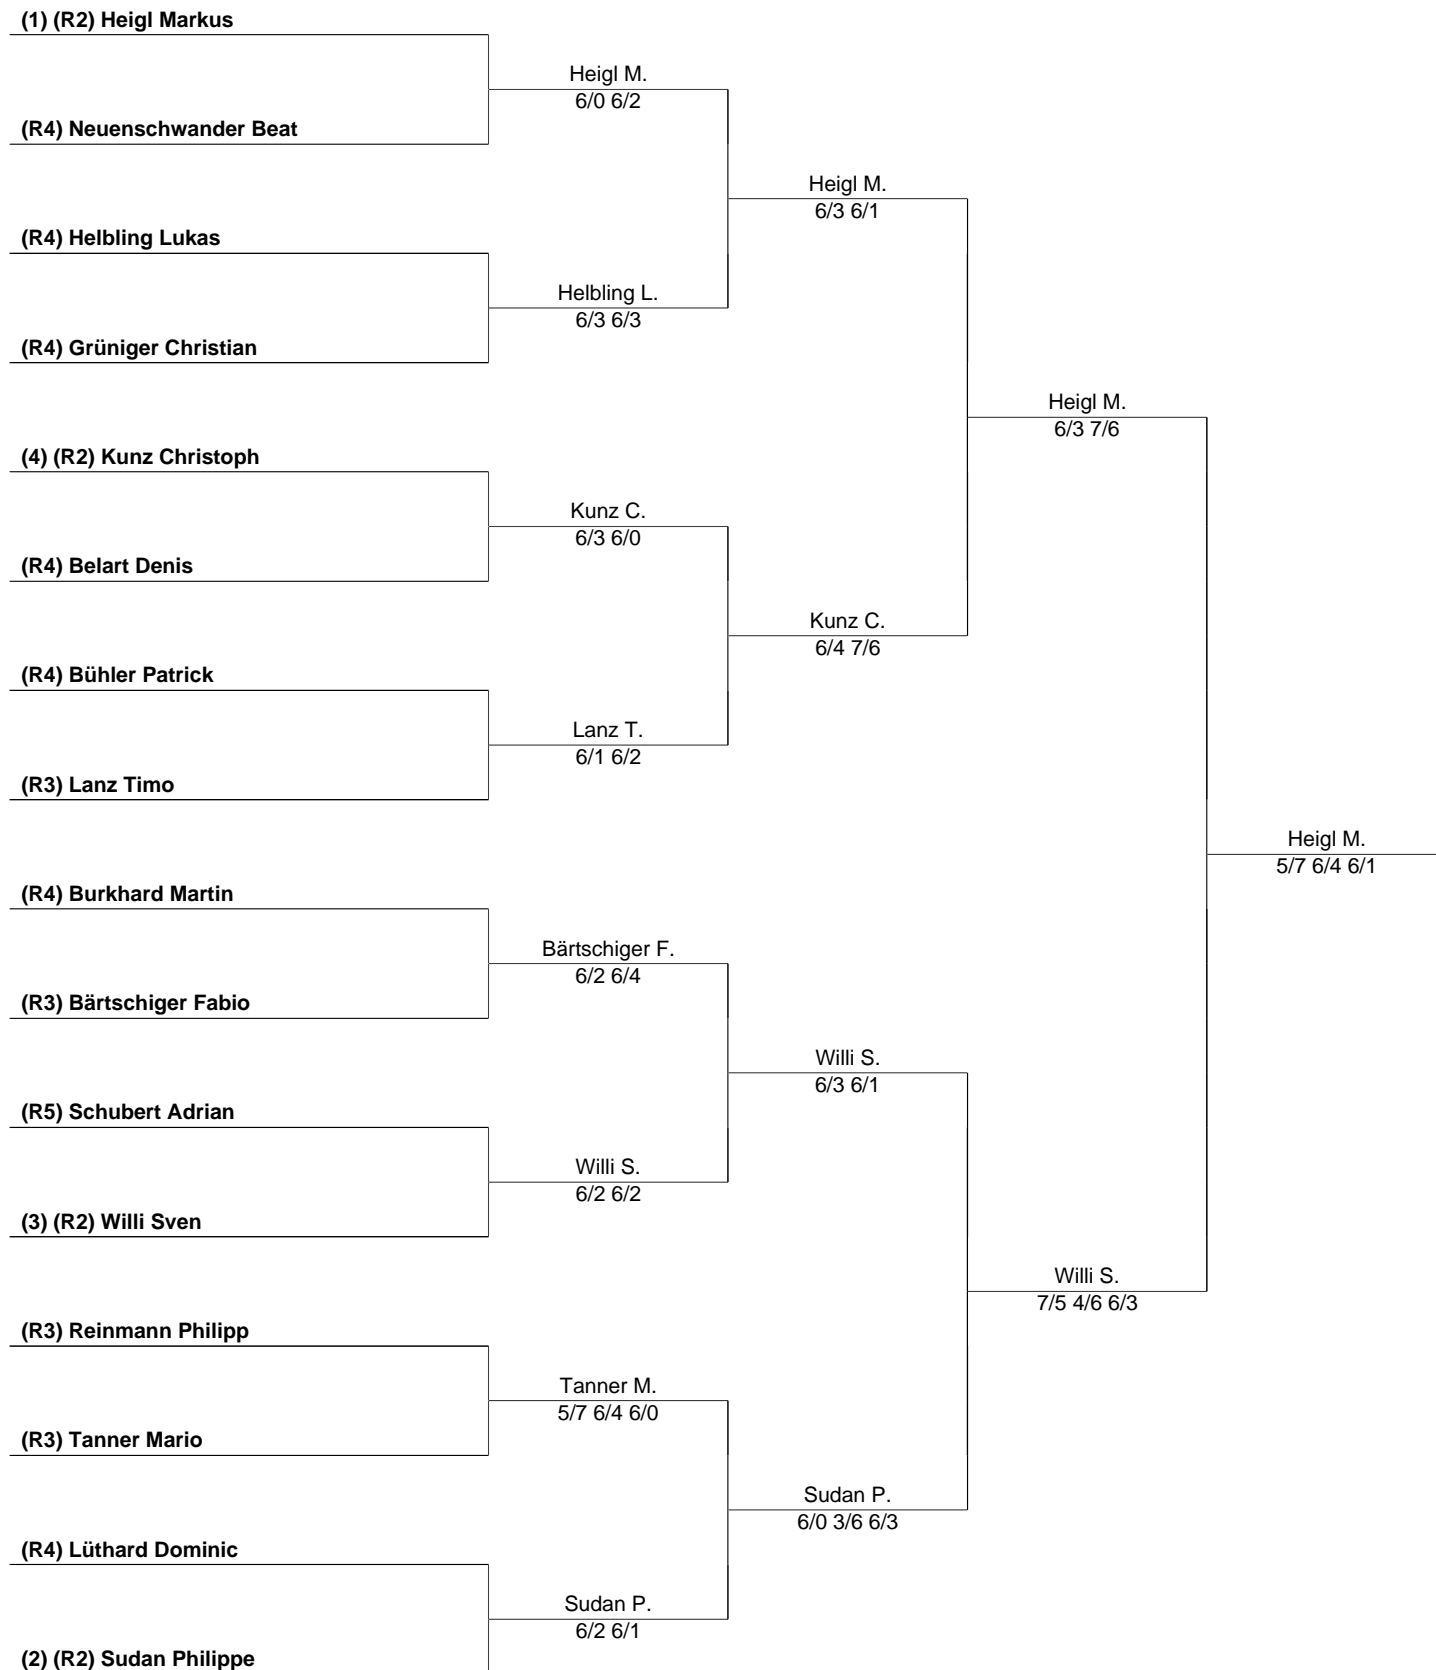 (1) (R2) Heigl Markus
Heigl M.
6/0 6/2
(R4) Neuenschwander Beat
Heigl M.
6/3 6/1
(R4) Helbling Lukas
Helbling L.
6/3 6/3
(R4) Grüniger Christian
Heigl M.
6/3 7/6
(4) (R2) Kunz Christoph
Kunz C.
6/3 6/0
(R4) Belart Denis
Kunz C.
6/4 7/6
(R4) Bühler Patrick
Lanz T.
6/1 6/2
(R3) Lanz Timo
Heigl M.
5/7 6/4 6/1
(R4) Burkhard Martin
Bärtschiger F.
6/2 6/4
(R3) Bärtschiger Fabio
Willi S.
6/3 6/1
(R5) Schubert Adrian
Willi S.
6/2 6/2
(3) (R2) Willi Sven
Willi S.
7/5 4/6 6/3
(R3) Reinmann Philipp
Tanner M.
5/7 6/4 6/0
(R3) Tanner Mario
Sudan P.
6/0 3/6 6/3
(R4) Lüthard Dominic
Sudan P.
6/2 6/1
(2) (R2) Sudan Philippe